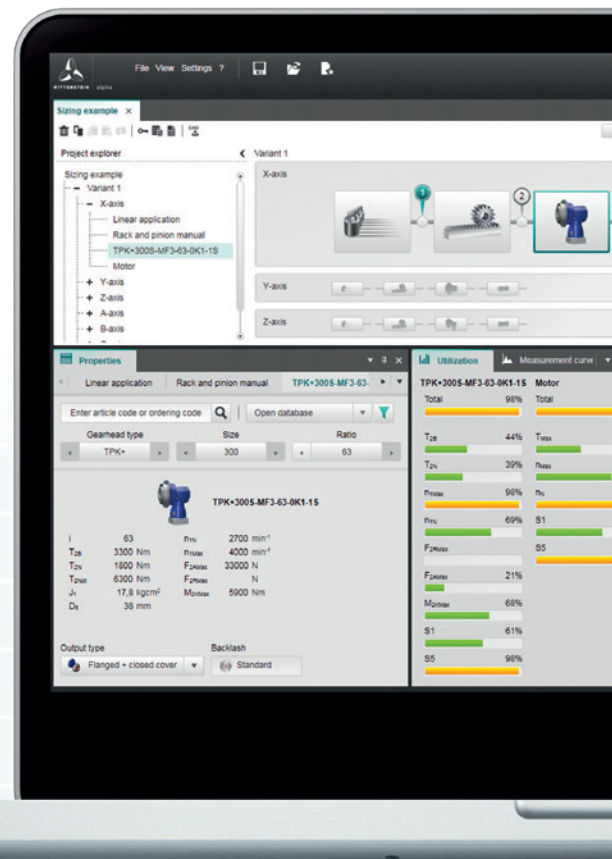 File View Settings ?
WITTENSTEIN alpha
Sizing example ×
CAD
Project explorer
Variant 1
Sizing example
Variant 1
X-axis
Linear application
Rack and pinion manual
TPK+300S-MF3-63-0K1-1S
Motor
Y-axis
Z-axis
A-axis
B-axis
X-axis
1
2
Y-axis
Z-axis
Properties
Linear application Rack and pinion manual TPK+300S-MF3-63-
Enter article code or ordering code Open database
Gearhead type Size Ratio
TPK+ 300 63
TPK+300S-MF3-63-0K1-1S
i 63 n1N 2700 min-1
T2B 3300 Nm n1Max 4000 min-1
T2N 1800 Nm F2AMax 33000 N
T2Not 6300 Nm F2RMax N
J1 17,8 kgcm² M2KMax 5900 Nm
38 mm
Output type Backlash
Flanged + closed cover Standard
Utilization Measurement curve
TPK+300S-MF3-63-0K1-1S Motor
Total 98% Total
T2B 44% TMax
T2N 39% nMax
n1Max 98% nN
n1N 69% S1
F2RMax S5
F2AMax 21%
M2KMax 68%
S1 61%
S5 98%